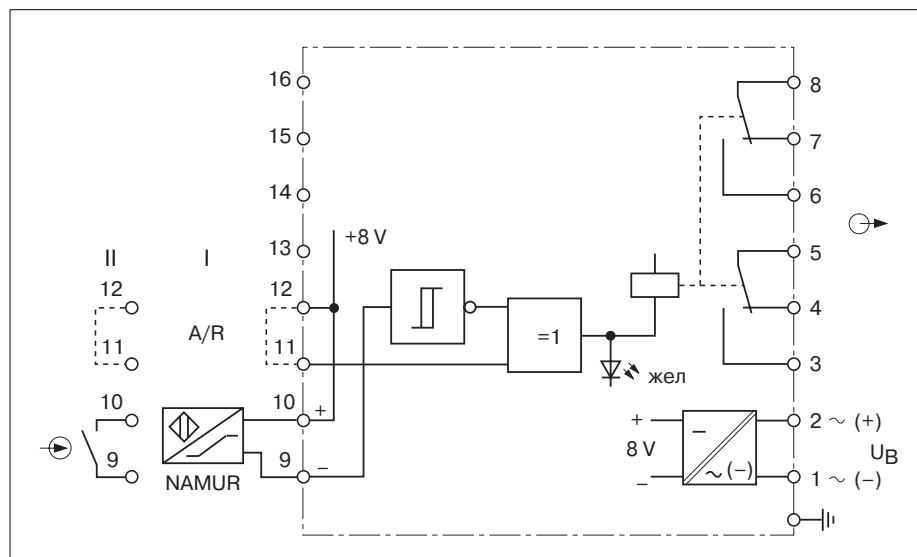 16
8
15
7
14
6
+8 V
13
5
II
I
12
12
4
A/R
=1
11
11
3
жел
10
10
+
+
2 ~ (+)
8 V
–
U_B
9
9
–
–
~ (–)
1 ~ (–)
NAMUR